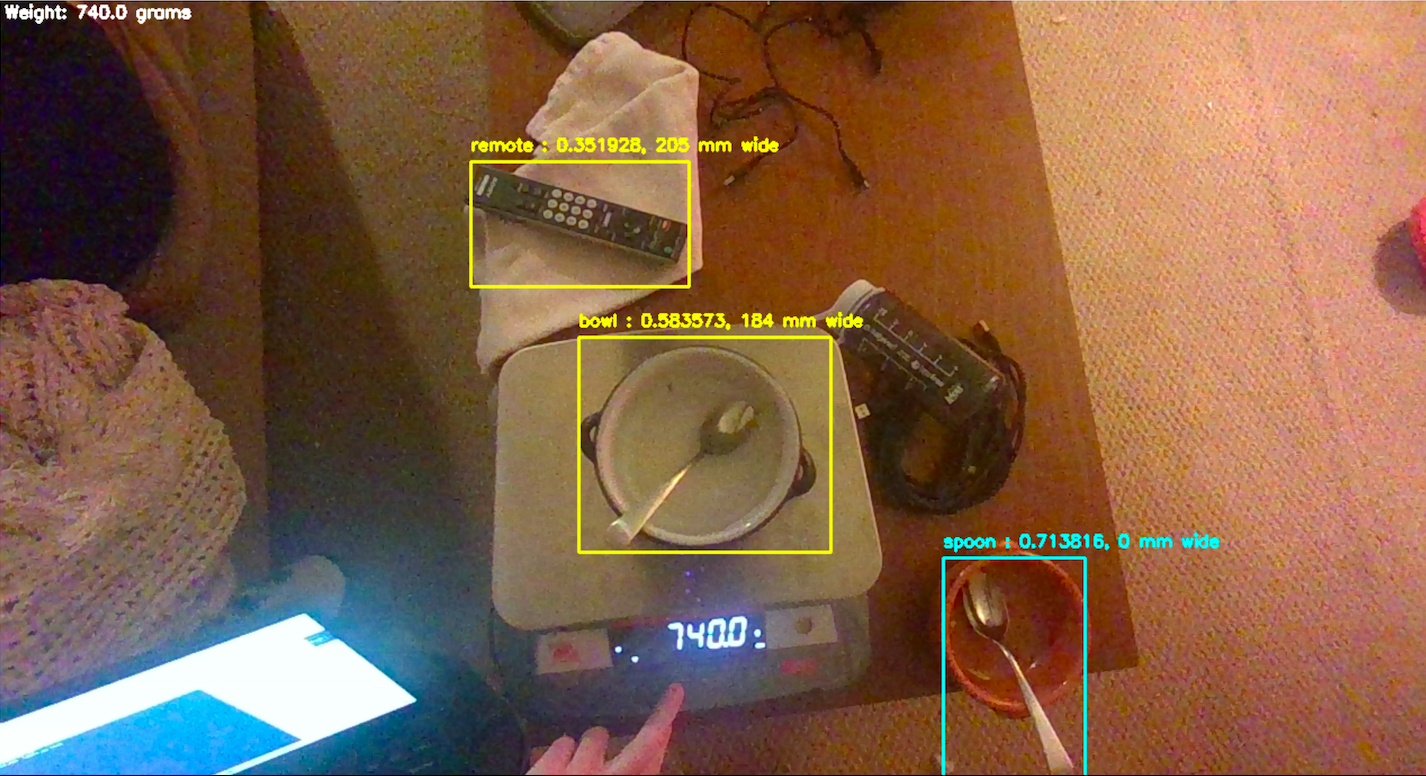 Weight: 740.0 grams
remote : 0.351928, 205 mm wide
bowl : 0.583573, 184 mm wide
spoon : 0.713816, 0 mm wide
740.0